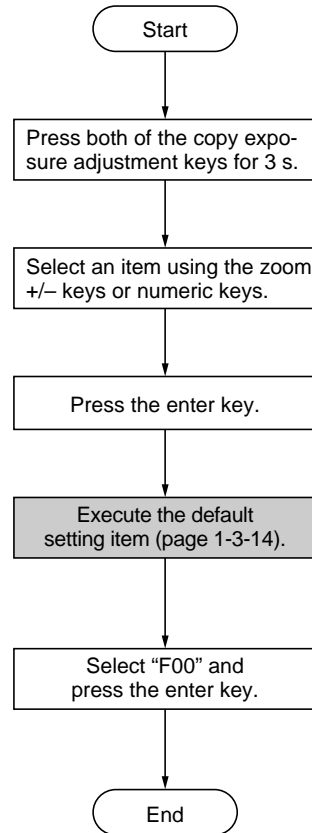 Start
Press both of the copy expo-
sure adjustment keys for 3 s.
Select an item using the zoom
+/– keys or numeric keys.
Press the enter key.
Execute the default
setting item (page 1-3-14).
Select “F00” and
press the enter key.
End